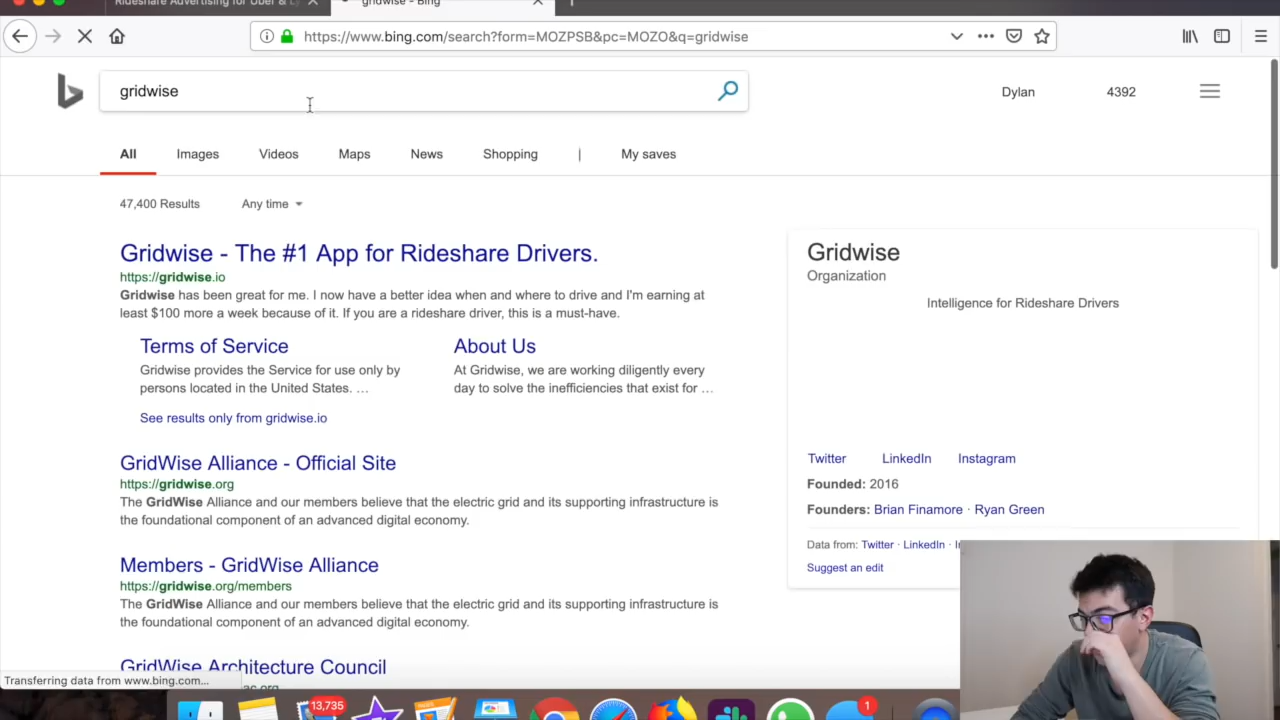 Rideshare Advertising for Uber & Ly
gridwise - Bing
https://www.bing.com/search?form=MOZPSB&pc=MOZO&q=gridwise
gridwise
Dylan
4392
All
Images
Videos
Maps
News
Shopping
|
My saves
47,400 Results
Any time
Gridwise - The #1 App for Rideshare Drivers.
https://gridwise.io
Gridwise has been great for me. I now have a better idea when and where to drive and I'm earning at
least $100 more a week because of it. If you are a rideshare driver, this is a must-have.
Terms of Service
Gridwise provides the Service for use only by
persons located in the United States. …
About Us
At Gridwise, we are working diligently every
day to solve the inefficiencies that exist for …
See results only from gridwise.io
GridWise Alliance - Official Site
https://gridwise.org
The GridWise Alliance and our members believe that the electric grid and its supporting infrastructure is
the foundational component of an advanced digital economy.
Members - GridWise Alliance
https://gridwise.org/members
The GridWise Alliance and our members believe that the electric grid and its supporting infrastructure is
the foundational component of an advanced digital economy.
GridWise Architecture Council
ac.org
Gridwise
Organization
Intelligence for Rideshare Drivers
Twitter
LinkedIn
Instagram
Founded: 2016
Founders: Brian Finamore · Ryan Green
Data from: Twitter · LinkedIn · In
Suggest an edit
Transferring data from www.bing.com...
13,735
1